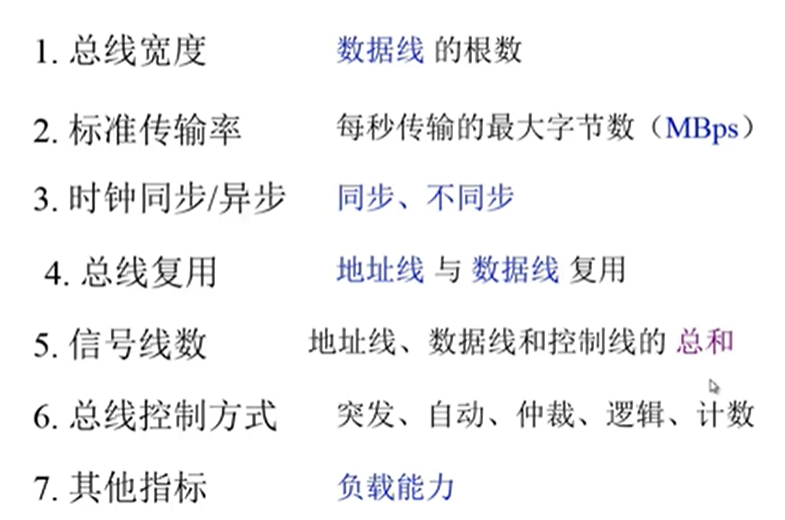 1. 总线宽度 数据线 的根数
2. 标准传输率 每秒传输的最大字节数（MBps）
3. 时钟同步/异步 同步、不同步
4. 总线复用 地址线 与 数据线 复用
5. 信号线数 地址线、数据线和控制线的 总和
6. 总线控制方式 突发、自动、仲裁、逻辑、计数
7. 其他指标 负载能力